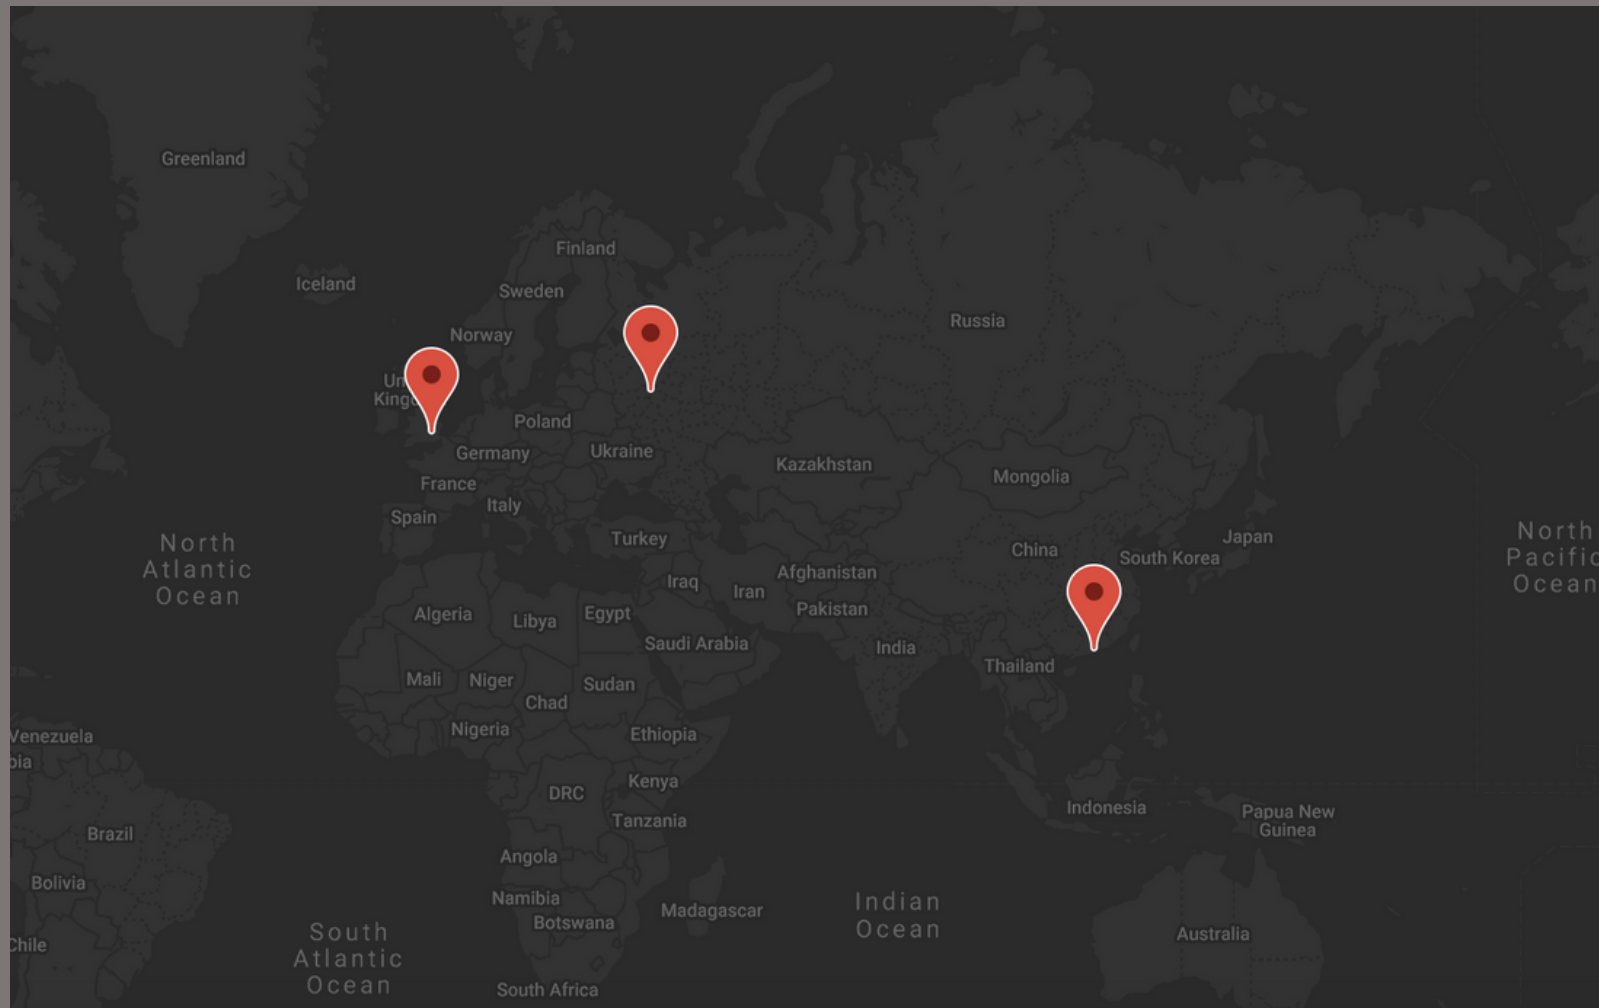 Greenland
Finland
Iceland
Sweden
Russia
Norway
Un
Kingo
Poland
Germany
Ukraine
Kazakhstan
Mongolia
France
Italy
Spain
North
Atlantic
Ocean
Turkey
China
South Korea
Japan
North
Pacific
Ocean
Iraq
Iran
Afghanistan
Pakistan
Algeria
Libya
Egypt
Saudi Arabia
India
Thailand
Mali
Niger
Chad
Sudan
Nigeria
Ethiopia
Venezuela
bia
Kenya
DRC
Tanzania
Indonesia
Papua New
Guinea
Brazil
Angola
Bolivia
Namibia
Botswana
Madagascar
Indian
Ocean
Australia
Chile
South
Atlantic
Ocean
South Africa